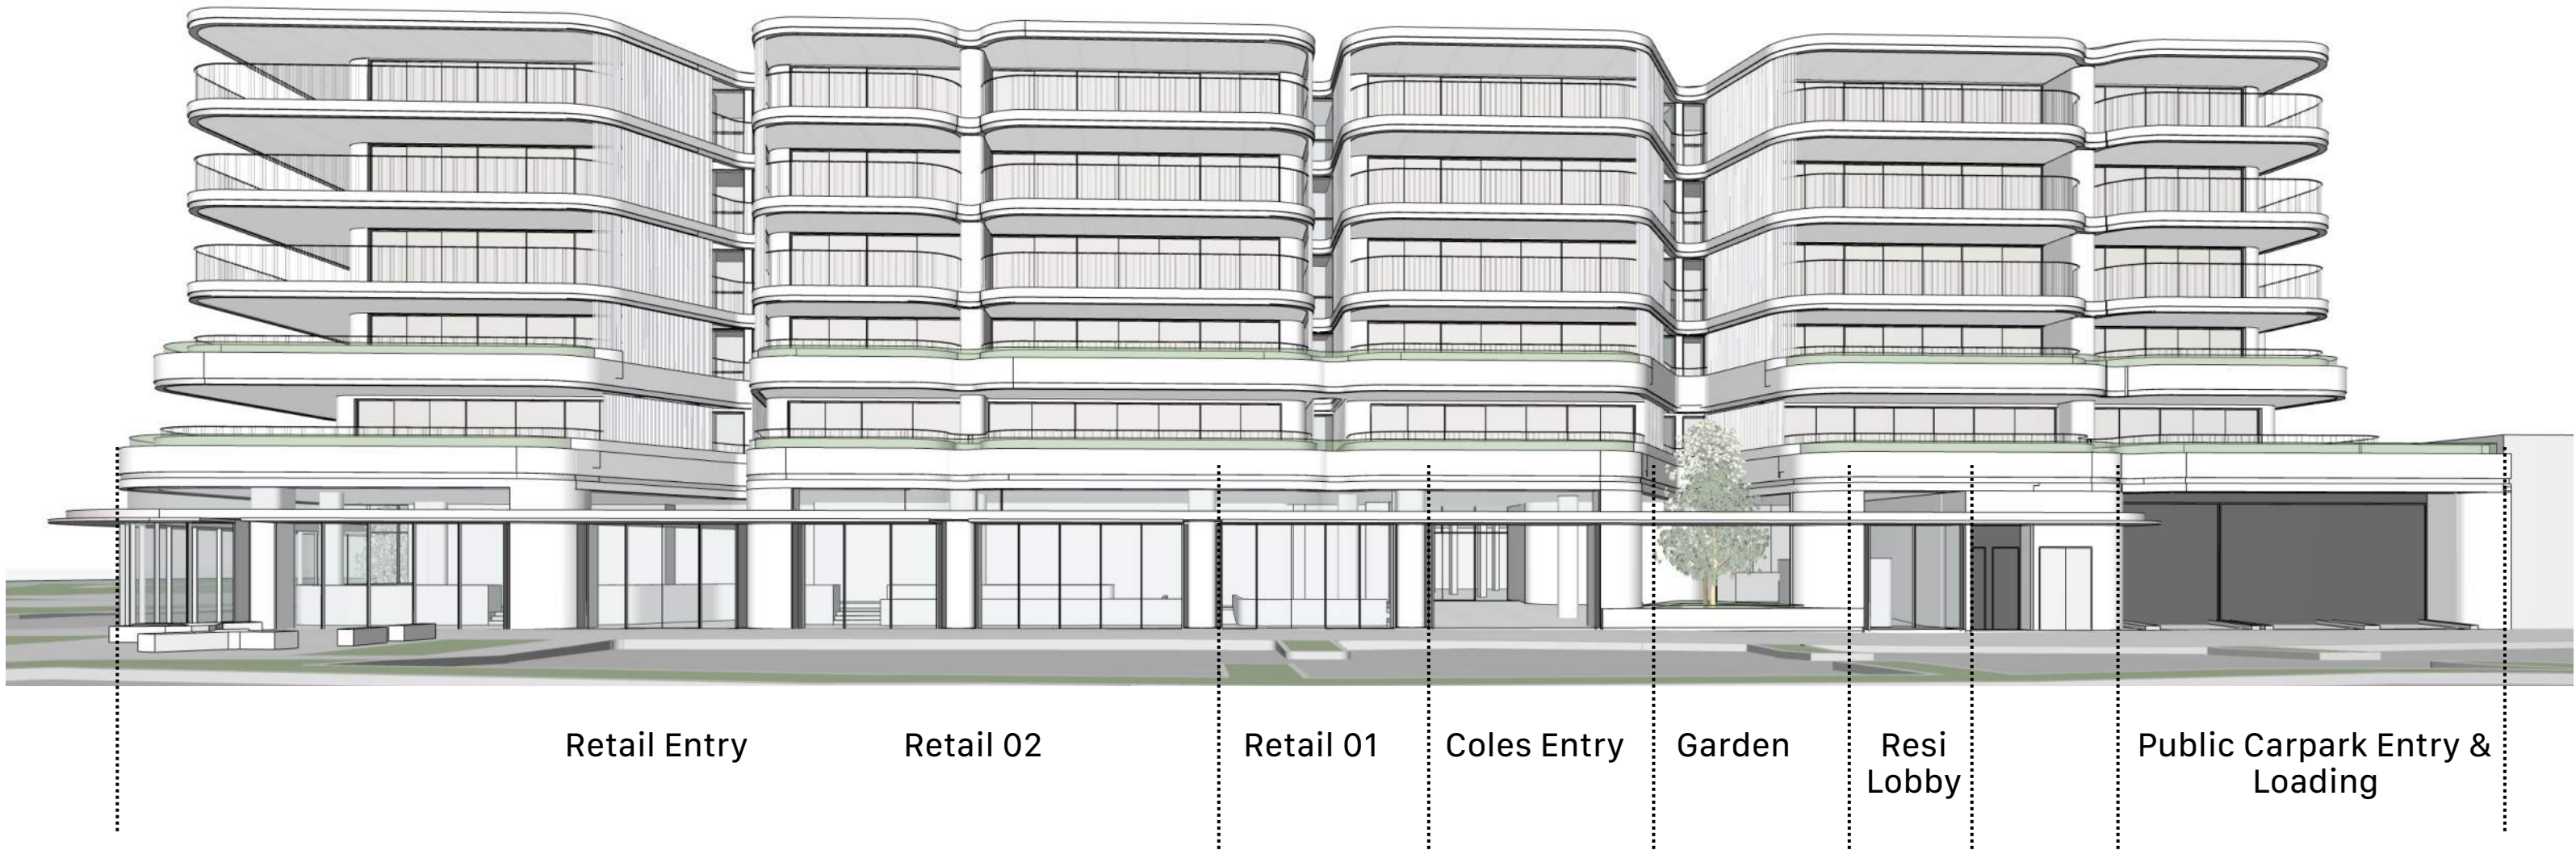 Retail Entry
Retail 02
Retail 01
Coles Entry
Garden
Resi
Lobby
Public Carpark Entry &
Loading